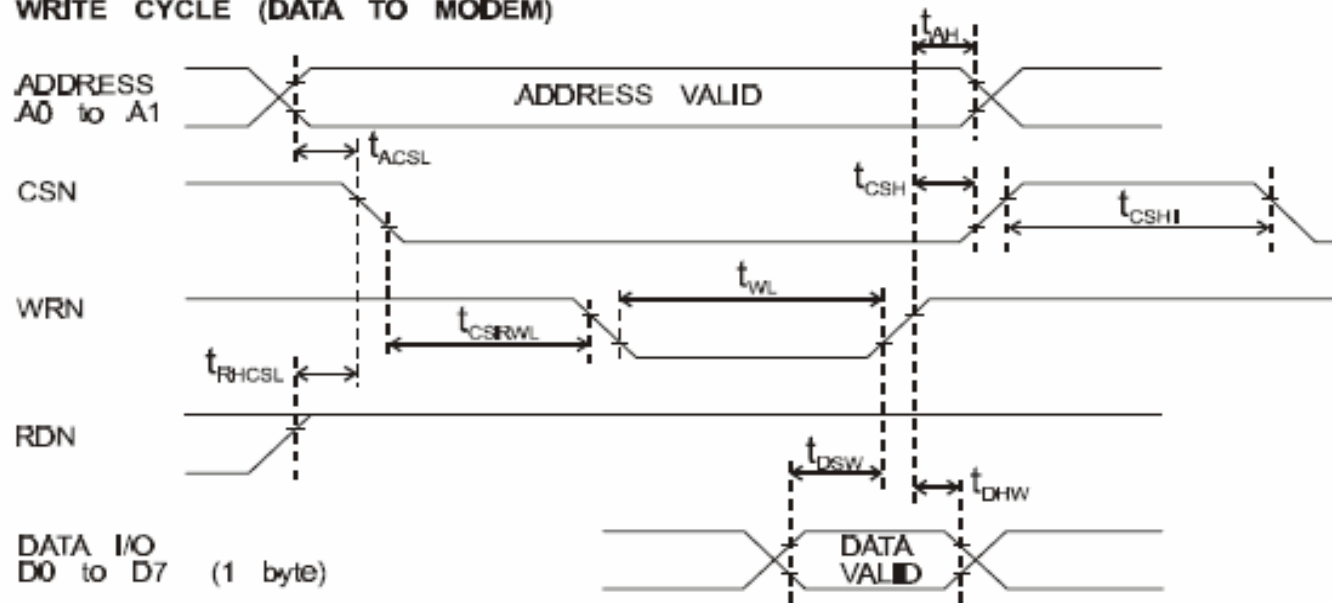 WRITE CYCLE (DATA TO MODEM)
tAH
ADDRESS
A0 to A1
ADDRESS VALID
tACSL
CSN
tCSH
tCSHI
WRN
tWL
tCSRWL
tRHCSL
RDN
tDSW
tDHW
DATA I/O
D0 to D7 (1 byte)
DATA
VALID